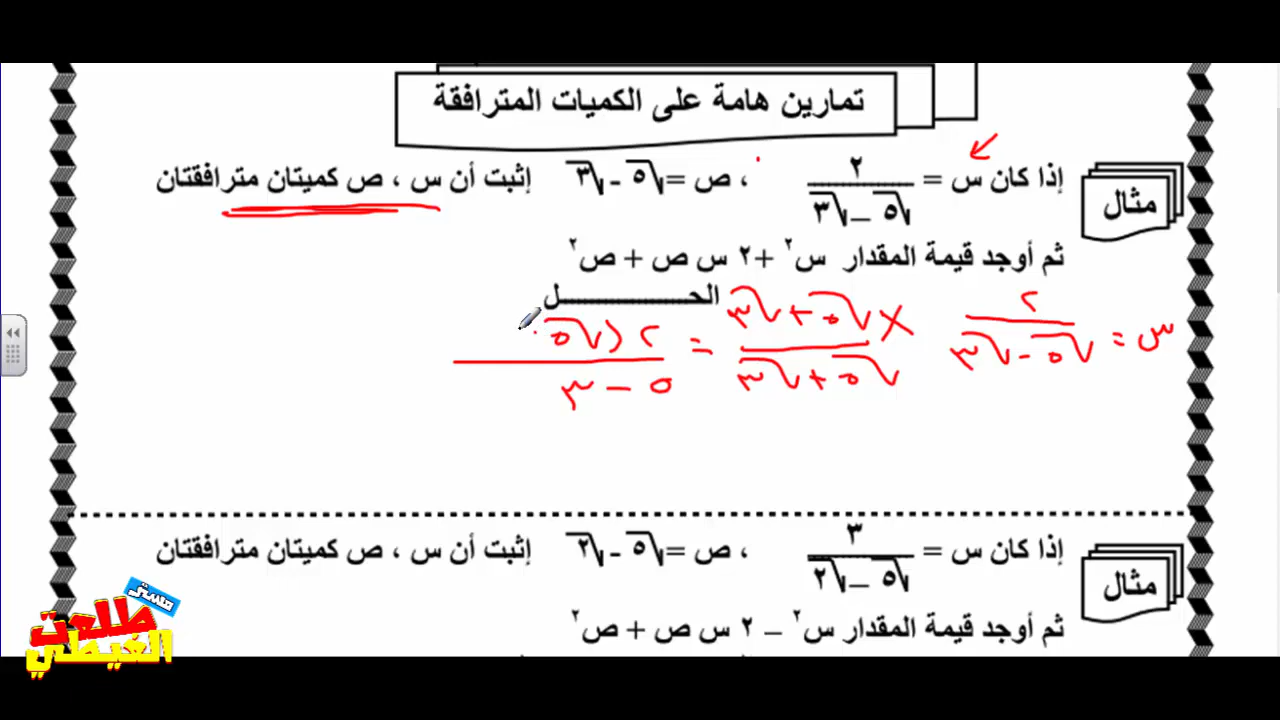 تمارين هامة على الكميات المترافقة
مثال
إذا كان س = ٢ / (√٥ – √٣) ، ص = √٥ - √٣ إثبت أن س ، ص كميتان مترافقتان
ثم أوجد قيمة المقدار س٢ + ٢ س ص + ص٢
الحـــــــــل
س = ٢ / (√٥ - √٣) × (√٥ + √٣) / (√٥ + √٣) = ٢(√٥ / ٥ - ٣
مثال
إذا كان س = ٣ / (√٥ – √٢) ، ص = √٥ - √٢ إثبت أن س ، ص كميتان مترافقتان
ثم أوجد قيمة المقدار س٢ – ٢ س ص + ص٢
مستر
طلعت
الغيطي